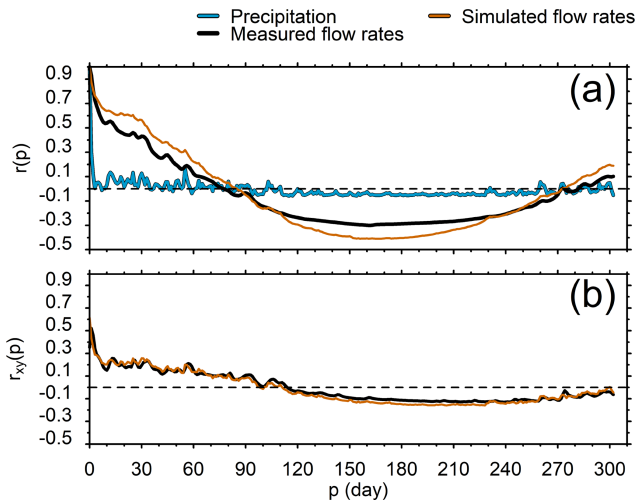 Precipitation
Simulated flow rates
Measured flow rates
(a)
r(p)
0.9
0.7
0.5
0.4
0.1
-0.1
-0.3
-0.5
(b)
r_xy(p)
0.9
0.7
0.5
0.3
0.1
-0.1
-0.3
-0.5
0 30 60 90 120 150 180 210 240 270 300
p (day)